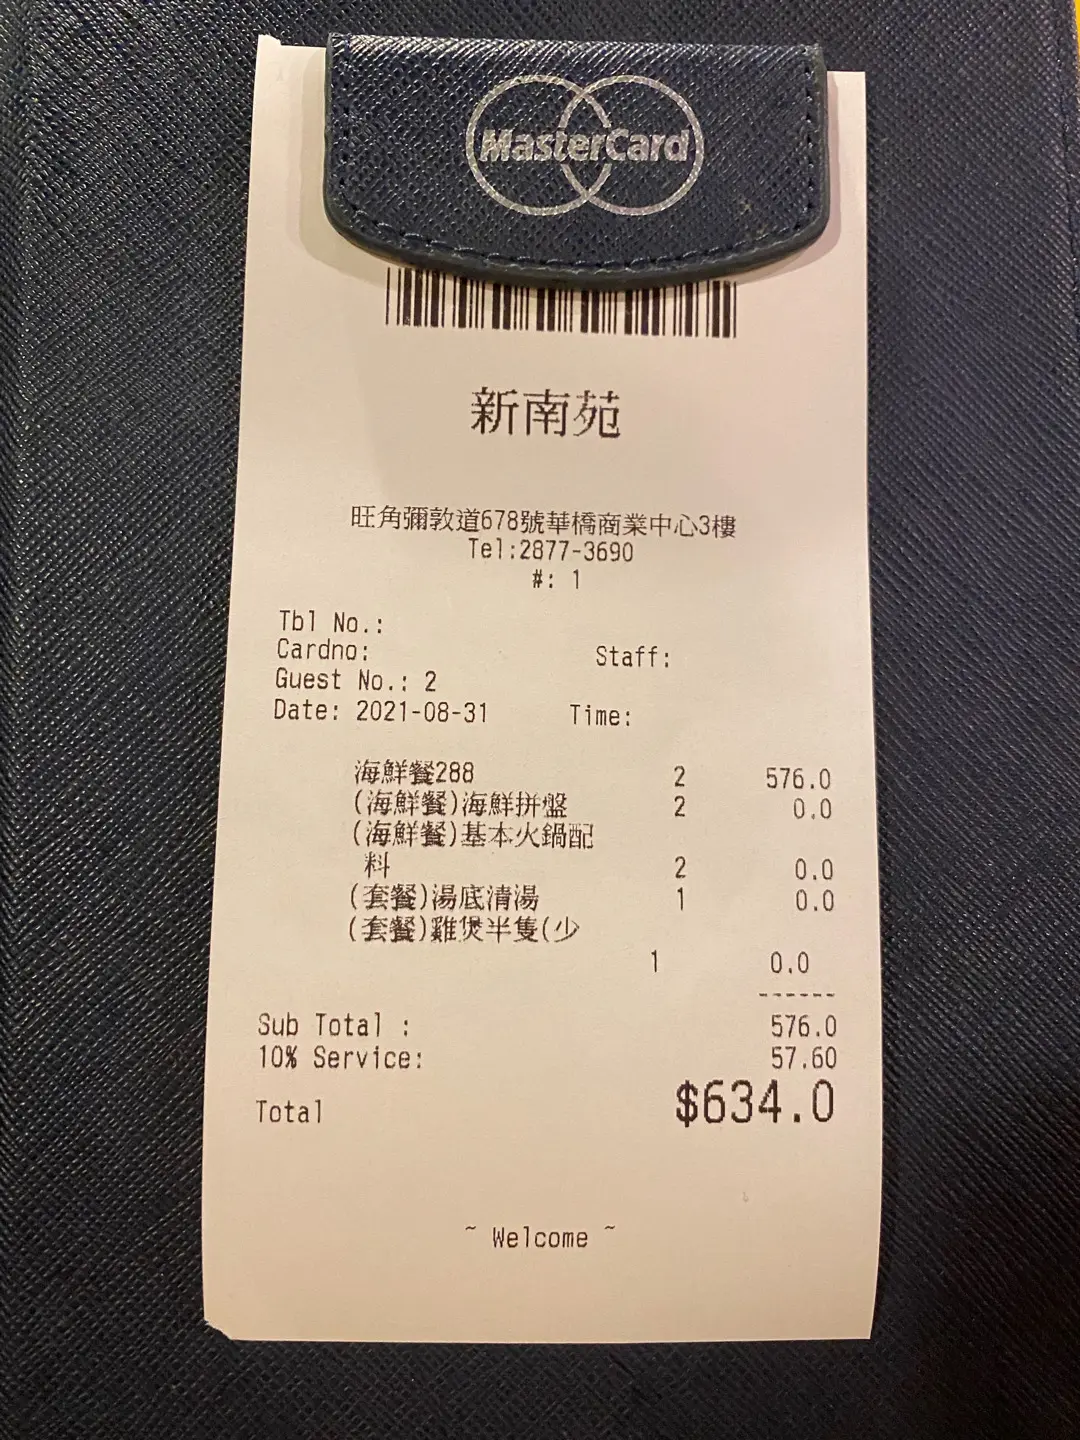 MasterCard
新南苑
旺角彌敦道678號華橋商業中心3樓
Tel:2877-3690
#: 1
Tbl No.:
Cardno: Staff:
Guest No.: 2
Date: 2021-08-31 Time:
海鮮餐288 2 576.0
(海鮮餐)海鮮拼盤 2 0.0
(海鮮餐)基本火鍋配
料 2 0.0
(套餐)湯底清湯 1 0.0
(套餐)雞煲半隻(少
1 0.0
------
Sub Total : 576.0
10% Service: 57.60
Total $634.0
~ Welcome ~